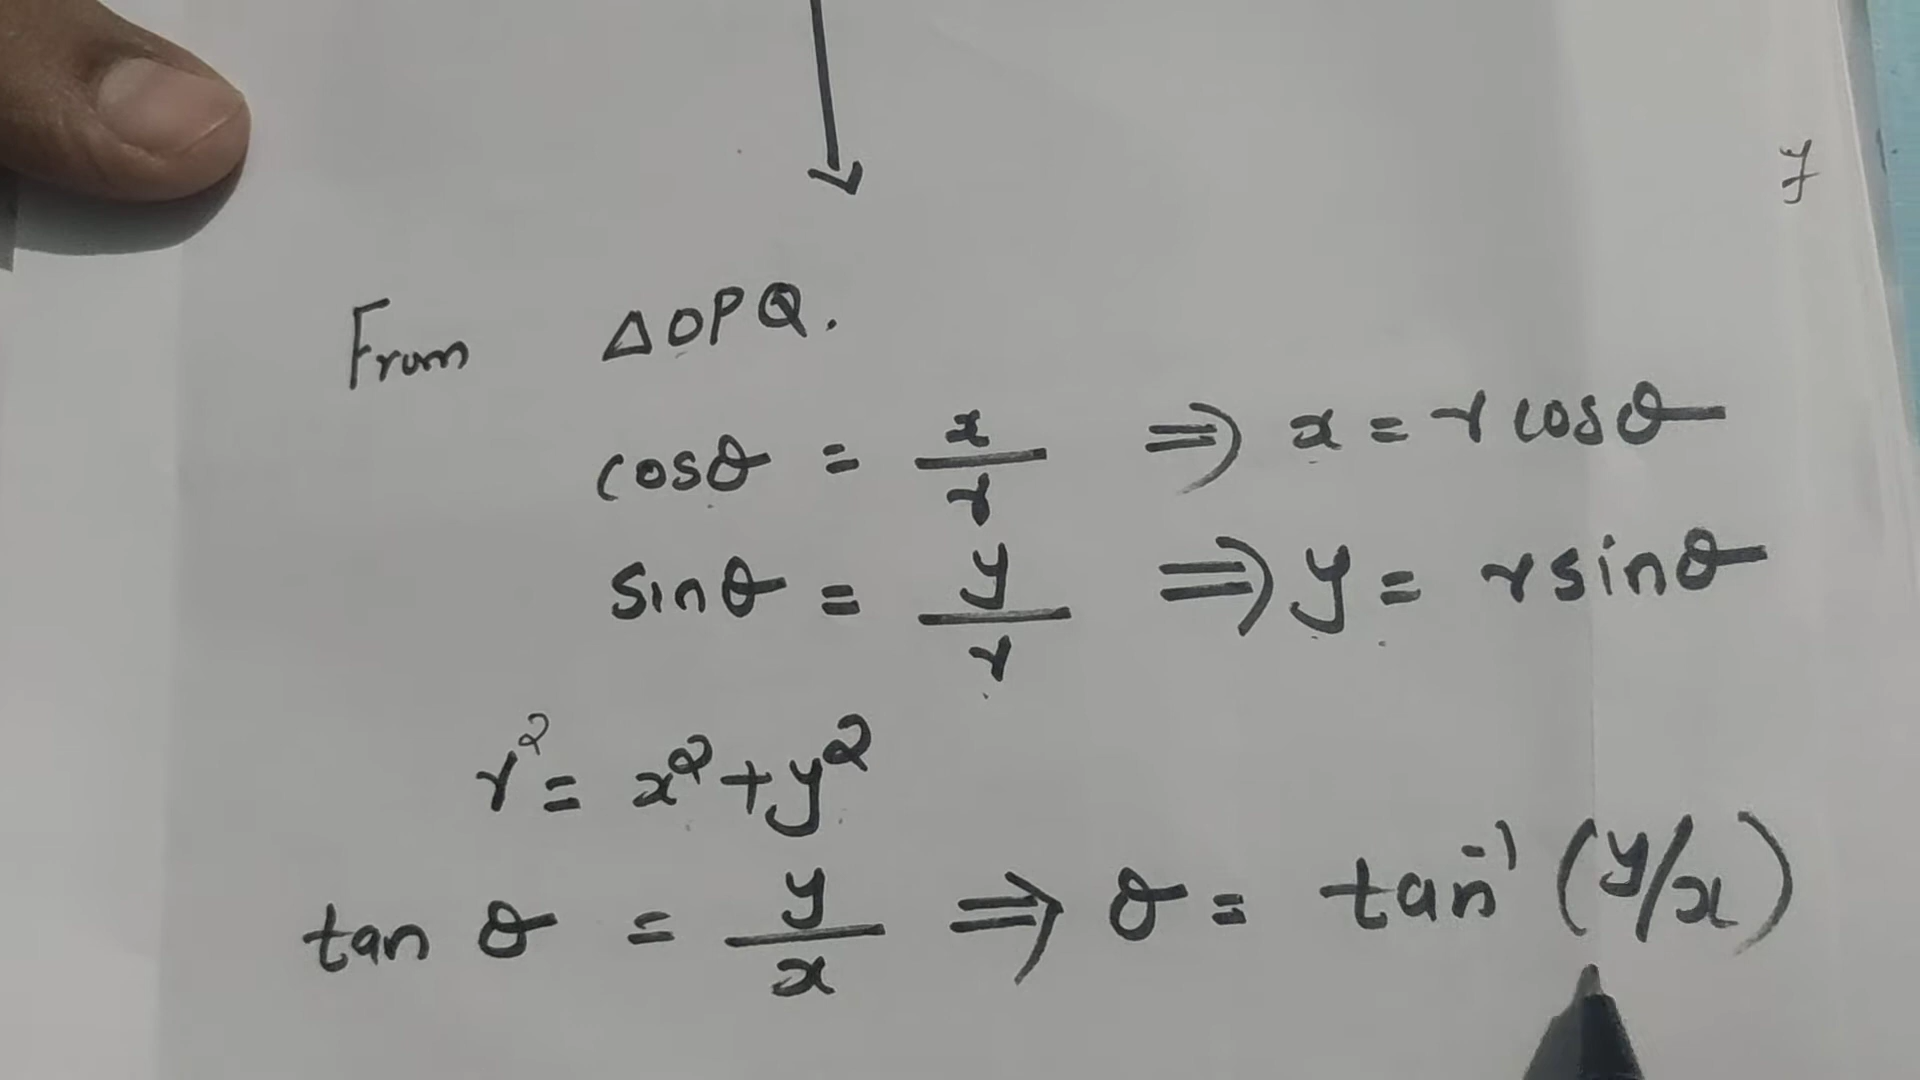 From ΔOPQ.
cosθ = x/r ⇒ x = r cosθ
sinθ = y/r ⇒ y = r sinθ
r² = x² + y²
tan θ = y/x ⇒ θ = tan⁻¹ (y/x)